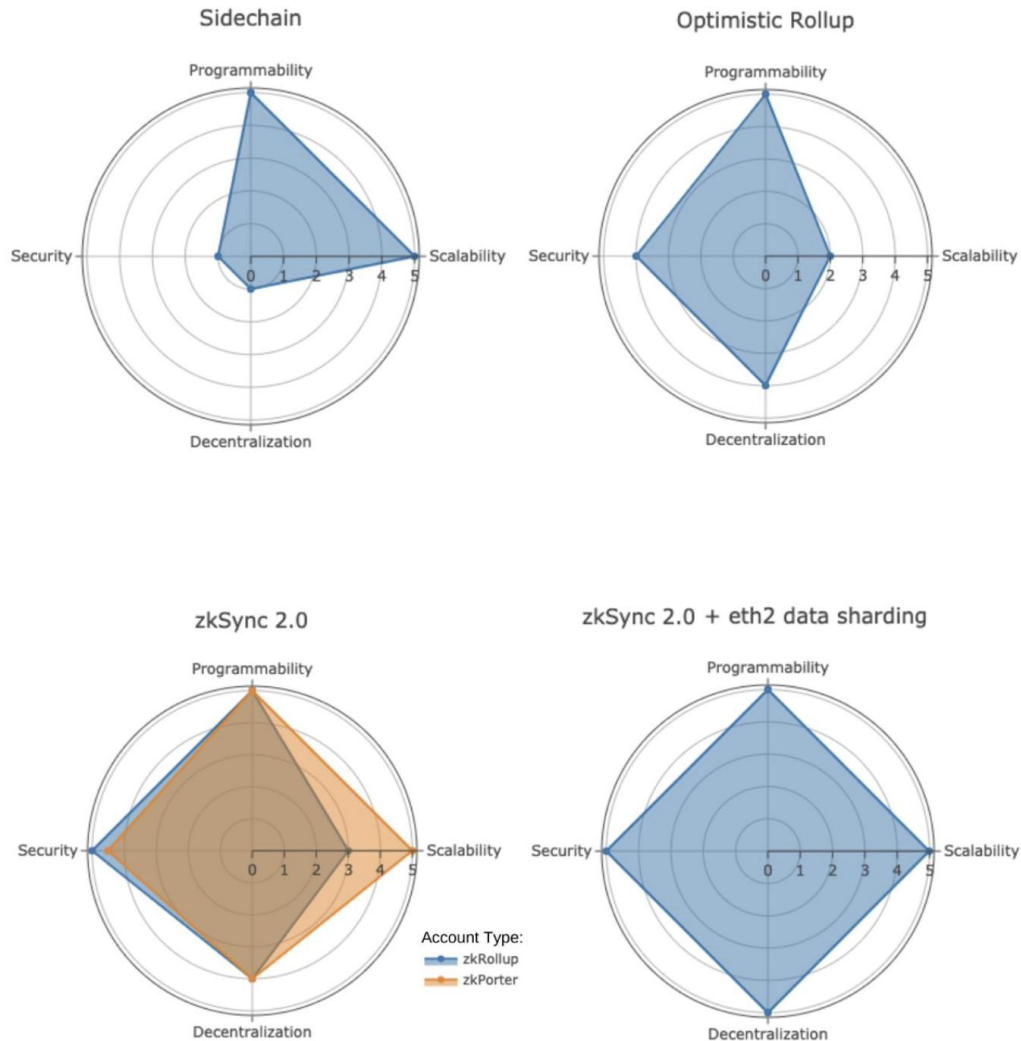 Sidechain
Programmability
Security
Scalability
0 1 2 3 4 5
Decentralization
Optimistic Rollup
Programmability
Security
Scalability
0 1 2 3 4 5
Decentralization
zkSync 2.0
Programmability
Security
Scalability
0 1 2 3 4 5
Decentralization
Account Type:
zkRollup
zkPorter
zkSync 2.0 + eth2 data sharding
Programmability
Security
Scalability
0 1 2 3 4 5
Decentralization